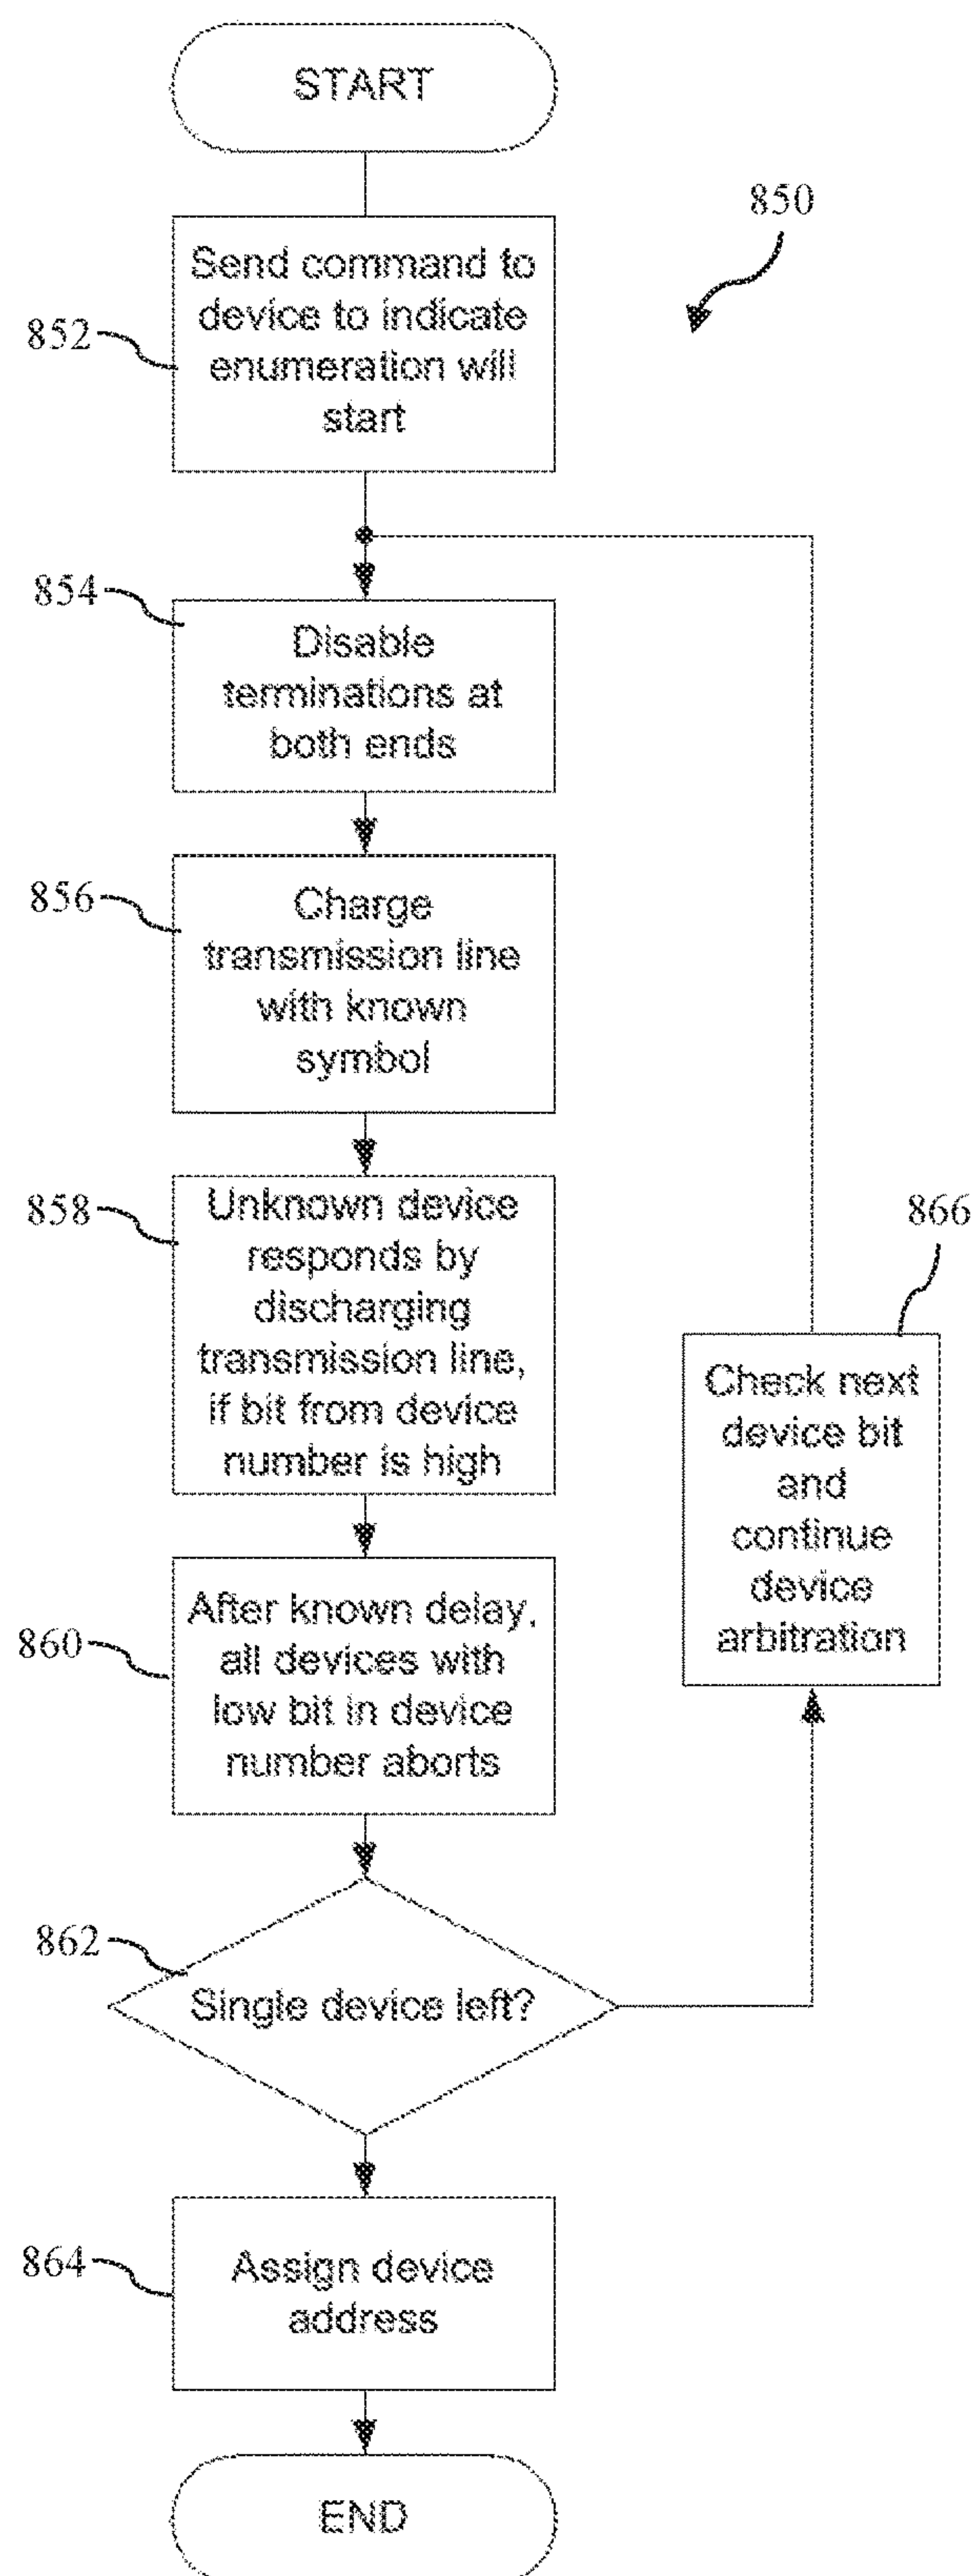 START
850
Send command to
device to indicate
enumeration will
start
852
854
Disable
terminations at
both ends
856
Charge
transmission line
with known
symbol
858
Unknown device
responds by
discharging
transmission line,
if bit from device
number is high
866
Check next
device bit
and
continue
device
arbitration
860
After known delay,
all devices with
low bit in device
number aborts
862
Single device left?
864
Assign device
address
END